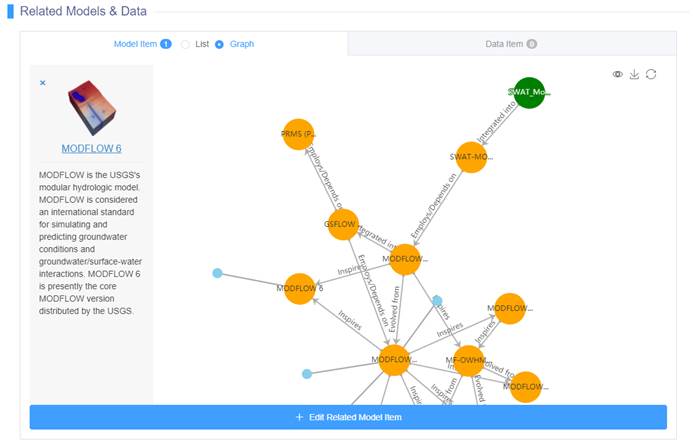 Related Models & Data
Model Item 1 List Graph
Data Item 0
×
MODFLOW 6
MODFLOW is the USGS's
modular hydrologic model.
MODFLOW is considered
an international standard
for simulating and
predicting groundwater
conditions and
groundwater/surface-water
interactions. MODFLOW 6
is presently the core
MODFLOW version
distributed by the USGS.
SWAT_Mo...
Integrated into
PRMS (P...
SWAT-MO...
Employs/Depends on
Employs/Depends on
GSFLOW ...
Integrated into
MODFLOW...
Inspires
Employs/Depends on
MODFLOW 6
Evolved from
Inspires
MODFLOW...
Inspires
Inspires
Inspires
MODFLOW...
MF-OWHM...
Evolved from
MODFLOW...
Inspires
Inspires
from
Evolved
+ Edit Related Model Item